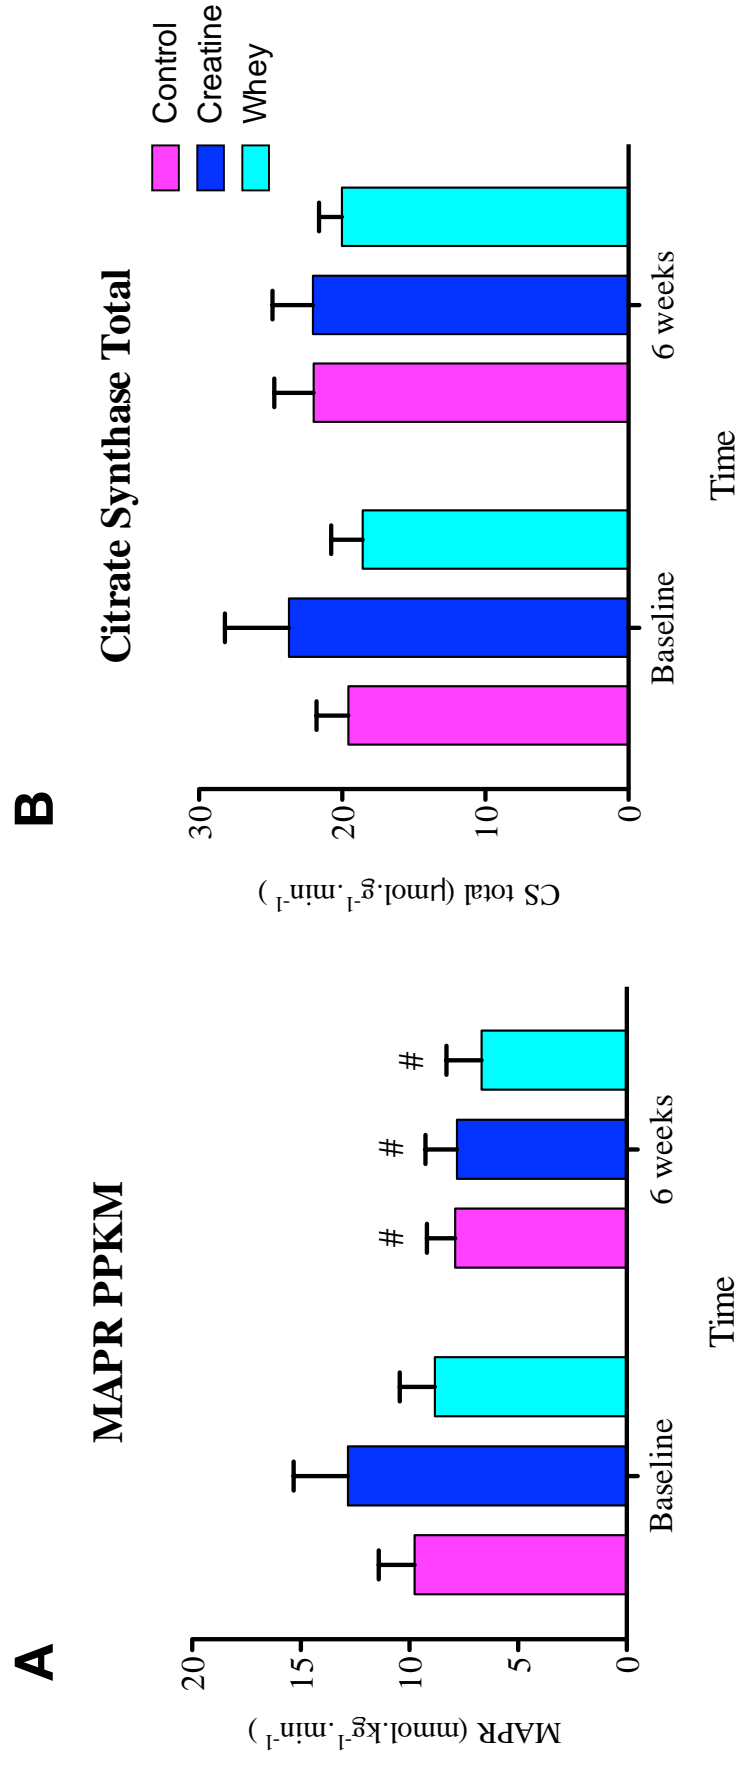 A
MAPR PPKM
MAPR (mmol.kg⁻¹.min⁻¹ )
20
15
10
5
0
#
#
#
Baseline
6 weeks
Time
B
Citrate Synthase Total
CS total (μmol.g⁻¹.min⁻¹ )
30
20
10
0
Baseline
6 weeks
Time
Control
Creatine
Whey